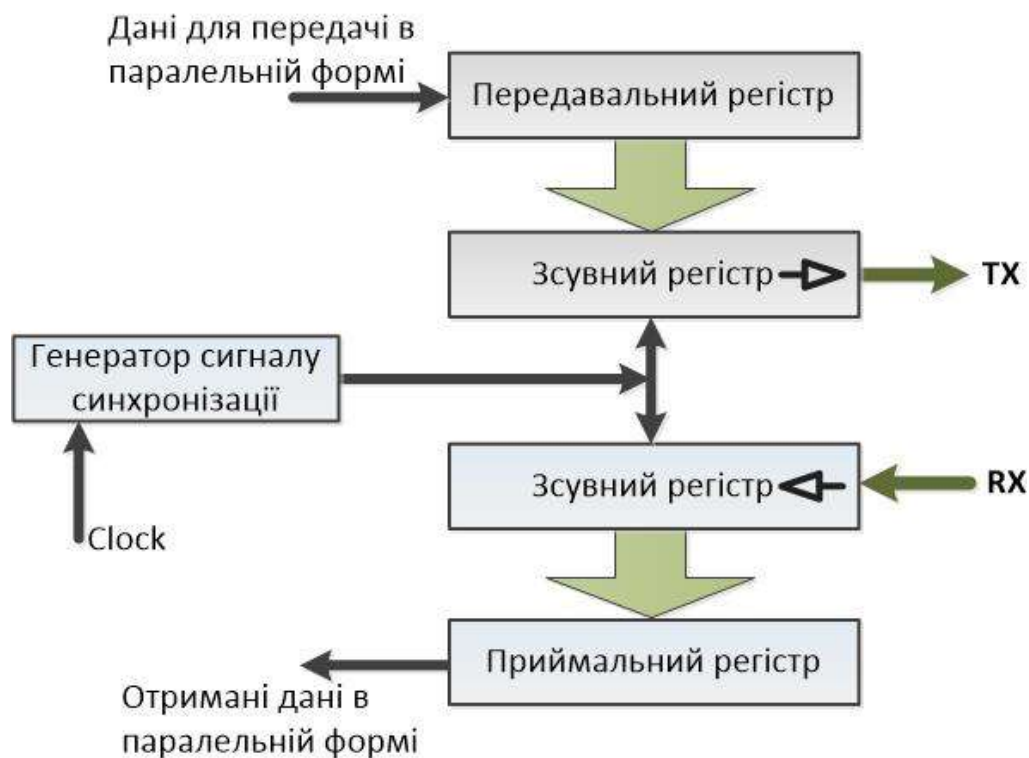 Дані для передачі в
паралельній формі
Передавальний регістр
Зсувний регістр
TX
Генератор сигналу
синхронізації
Зсувний регістр
RX
Clock
Приймальний регістр
Отримані дані в
паралельній формі